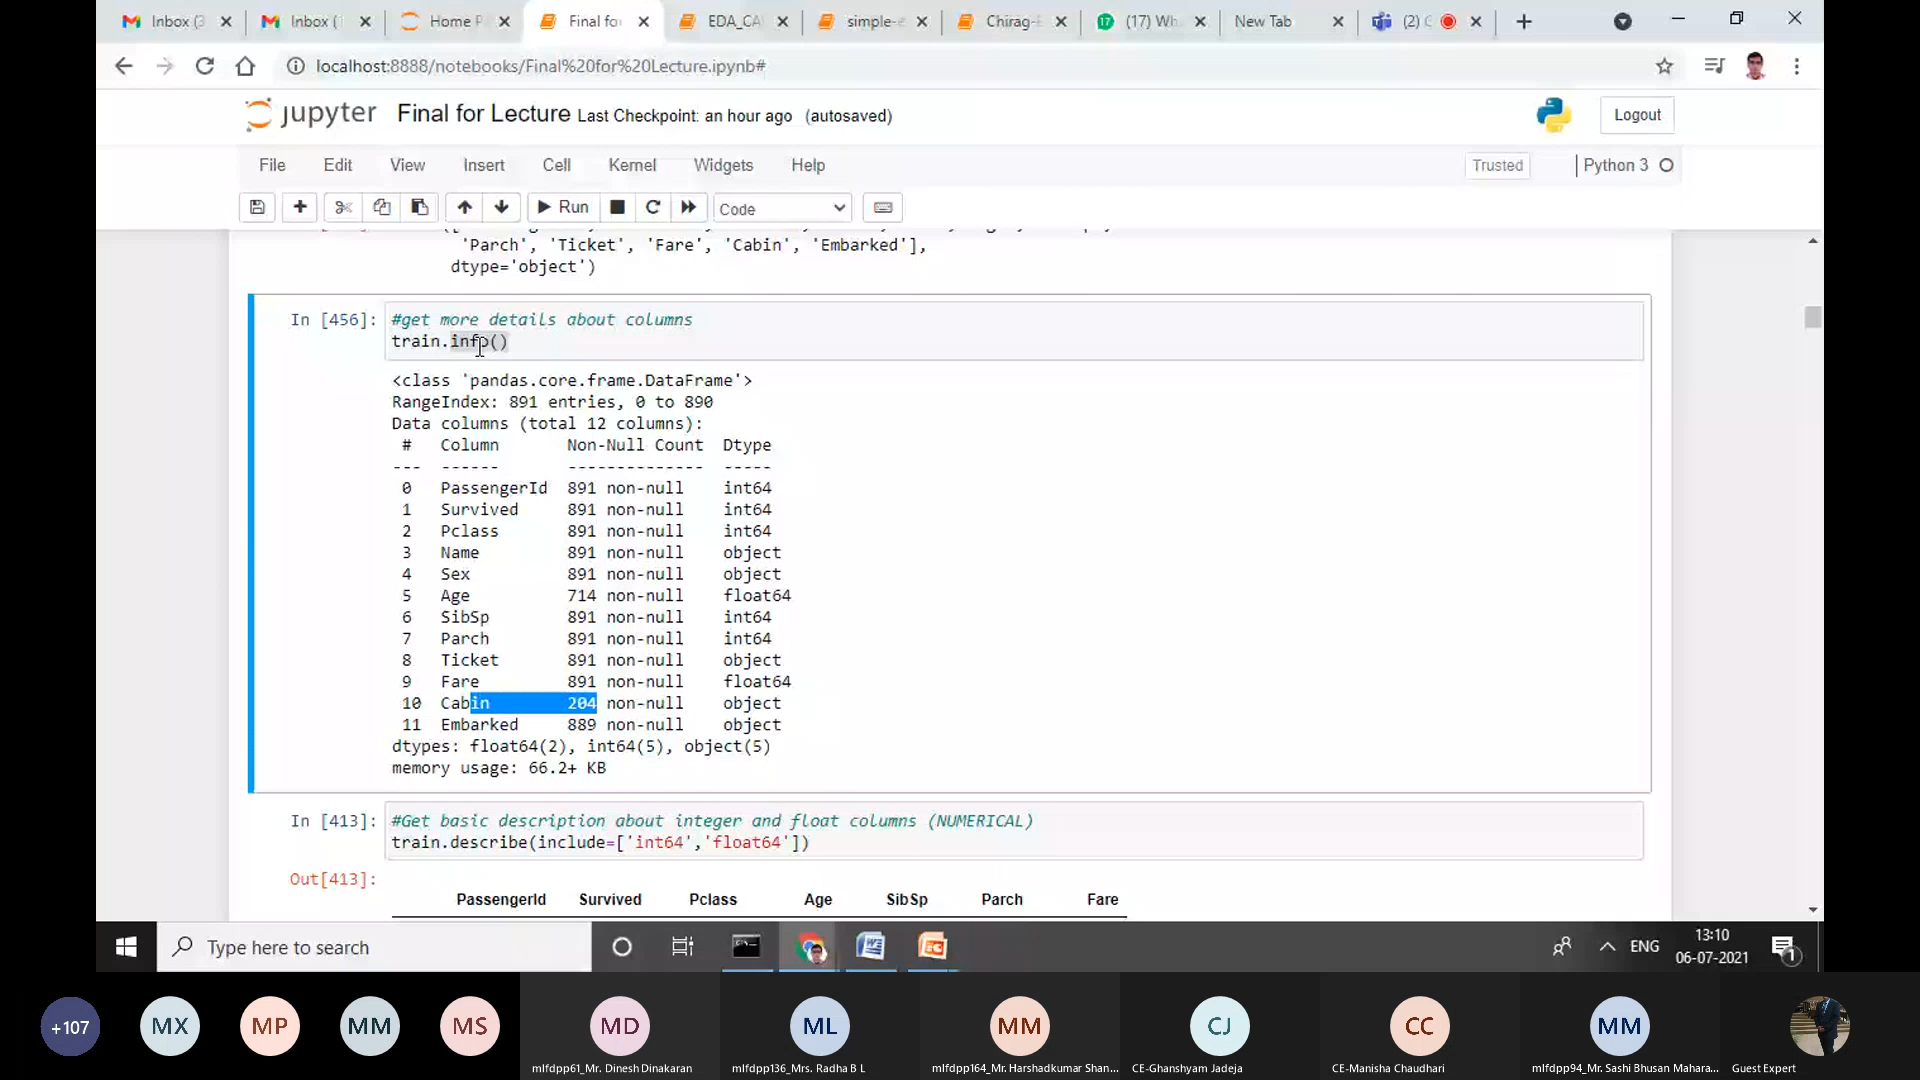 Inbox (3
Inbox (
Home P
Final fo
EDA_CA
simple-e
Chirag-
(17) Wh
New Tab
(2)
localhost:8888/notebooks/Final%20for%20Lecture.ipynb#
jupyter Final for Lecture Last Checkpoint: an hour ago (autosaved)
Logout
File Edit View Insert Cell Kernel Widgets Help
Trusted
Python 3
Run
Code
'Parch', 'Ticket', 'Fare', 'Cabin', 'Embarked'],
dtype='object')
In [456]: #get more details about columns
train.info()
<class 'pandas.core.frame.DataFrame'>
RangeIndex: 891 entries, 0 to 890
Data columns (total 12 columns):
# Column Non-Null Count Dtype
--- ------ -------------- -----
0 PassengerId 891 non-null int64
1 Survived 891 non-null int64
2 Pclass 891 non-null int64
3 Name 891 non-null object
4 Sex 891 non-null object
5 Age 714 non-null float64
6 SibSp 891 non-null int64
7 Parch 891 non-null int64
8 Ticket 891 non-null object
9 Fare 891 non-null float64
10 Cabin 204 non-null object
11 Embarked 889 non-null object
dtypes: float64(2), int64(5), object(5)
memory usage: 66.2+ KB
In [413]: #Get basic description about integer and float columns (NUMERICAL)
train.describe(include=['int64','float64'])
Out[413]:
PassengerId Survived Pclass Age SibSp Parch Fare
Type here to search
ENG
13:10
06-07-2021
1
+107
MX
MP
MM
MS
MD
ML
MM
CJ
CC
MM
mlfdpp61_Mr. Dinesh Dinakaran
mlfdpp136_Mrs. Radha B L
mlfdpp164_Mr. Harshadkumar Shan...
CE-Ghanshyam Jadeja
CE-Manisha Chaudhari
mlfdpp94_Mr. Sashi Bhusan Mahara...
Guest Expert